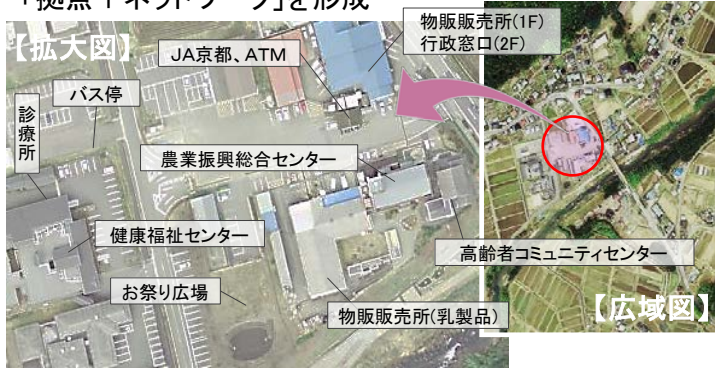 「拠点＋ネットワーク」を形成
【拡大図】
JA京都、ATM
物販販売所(1F)
行政窓口(2F)
バス停
診療所
農業振興総合センター
健康福祉センター
高齢者コミュニティセンター
お祭り広場
物販販売所(乳製品)
【広域図】